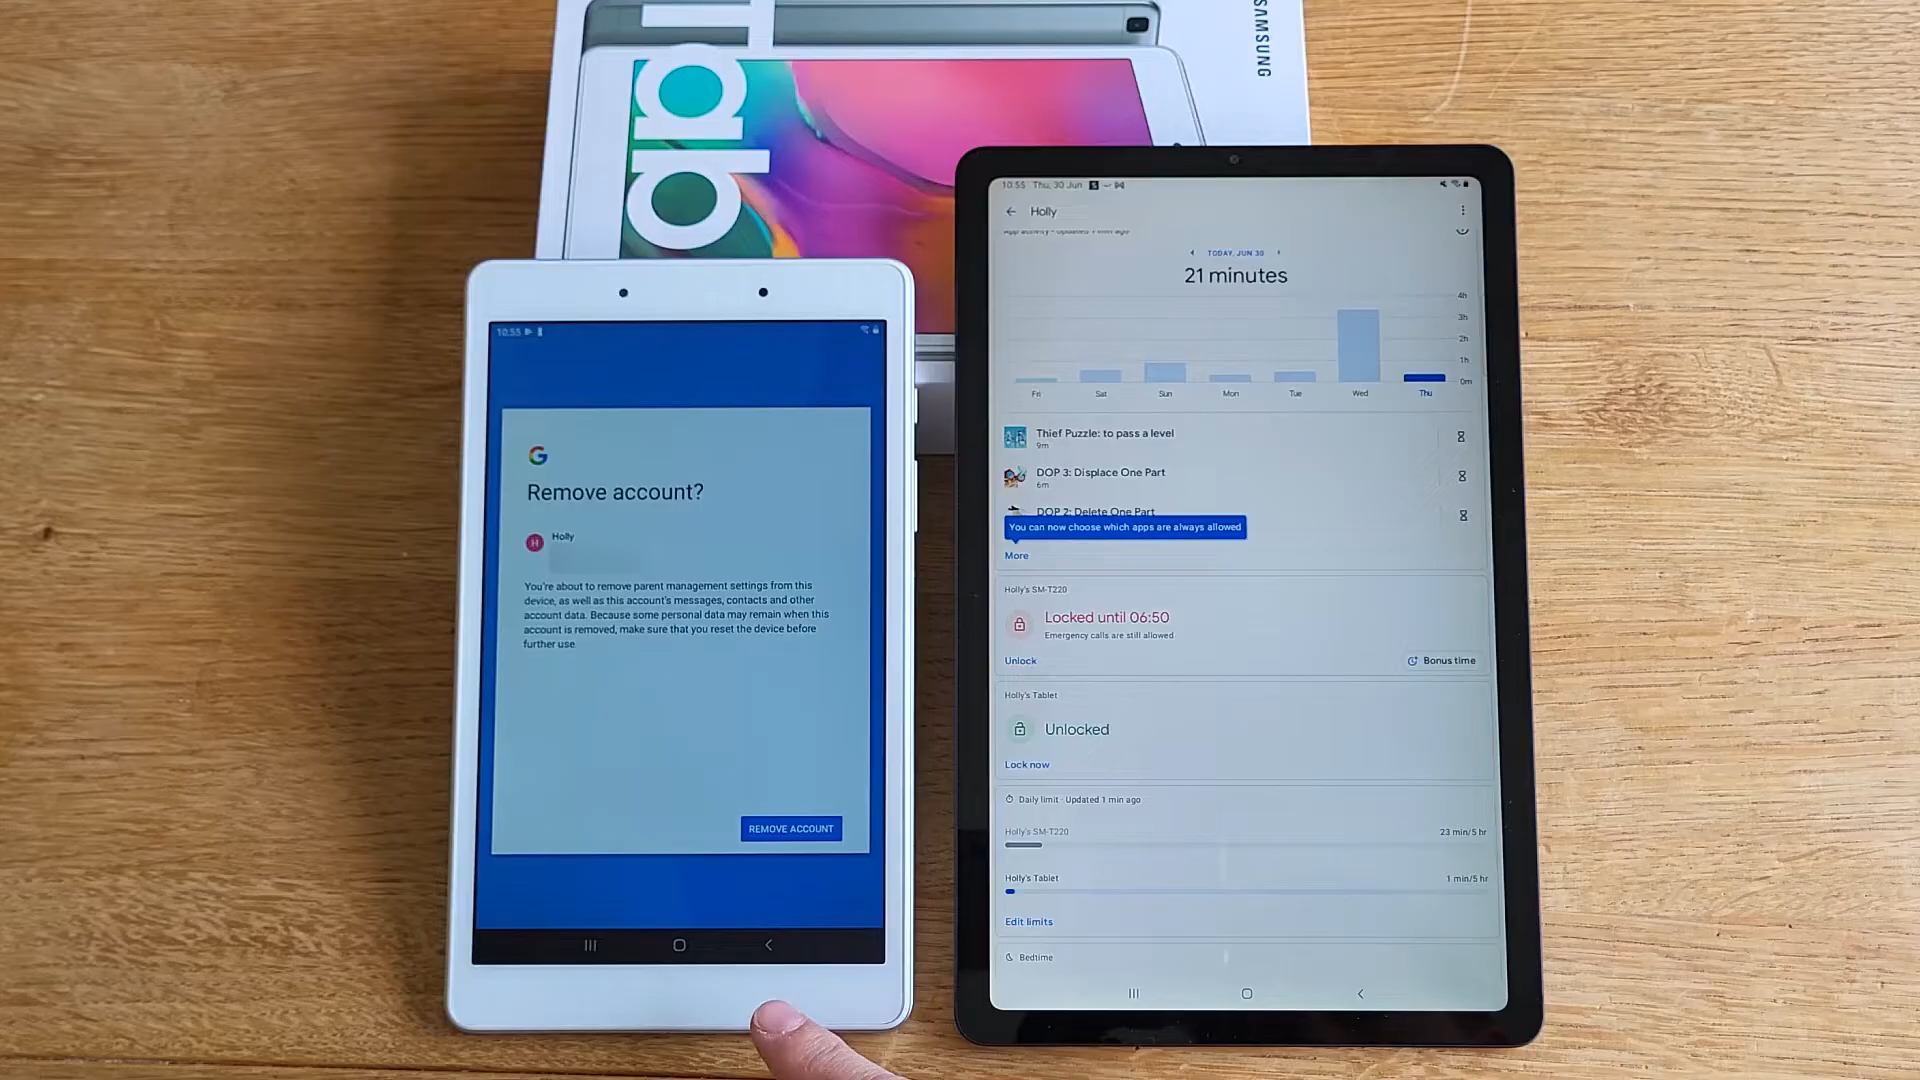 Tab
SAMSUNG
10:55
Remove account?
H
Holly
You're about to remove parent management settings from this
device, as well as this account's messages, contacts and other
account data. Because some personal data may remain when this
account is removed, make sure that you reset the device before
further use.
REMOVE ACCOUNT
10:55 Thu, 30 Jun
Holly
App activity - Updated 1 min ago
TODAY, JUN 30
21 minutes
4h
3h
2h
1h
0m
Fri Sat Sun Mon Tue Wed Thu
Thief Puzzle: to pass a level
9m
DOP 3: Displace One Part
6m
DOP 2: Delete One Part
You can now choose which apps are always allowed
More
Holly's SM-T220
Locked until 06:50
Emergency calls are still allowed
Unlock
Bonus time
Holly's Tablet
Unlocked
Lock now
Daily limit · Updated 1 min ago
Holly's SM-T220 23 min/5 hr
Holly's Tablet 1 min/5 hr
Edit limits
Bedtime